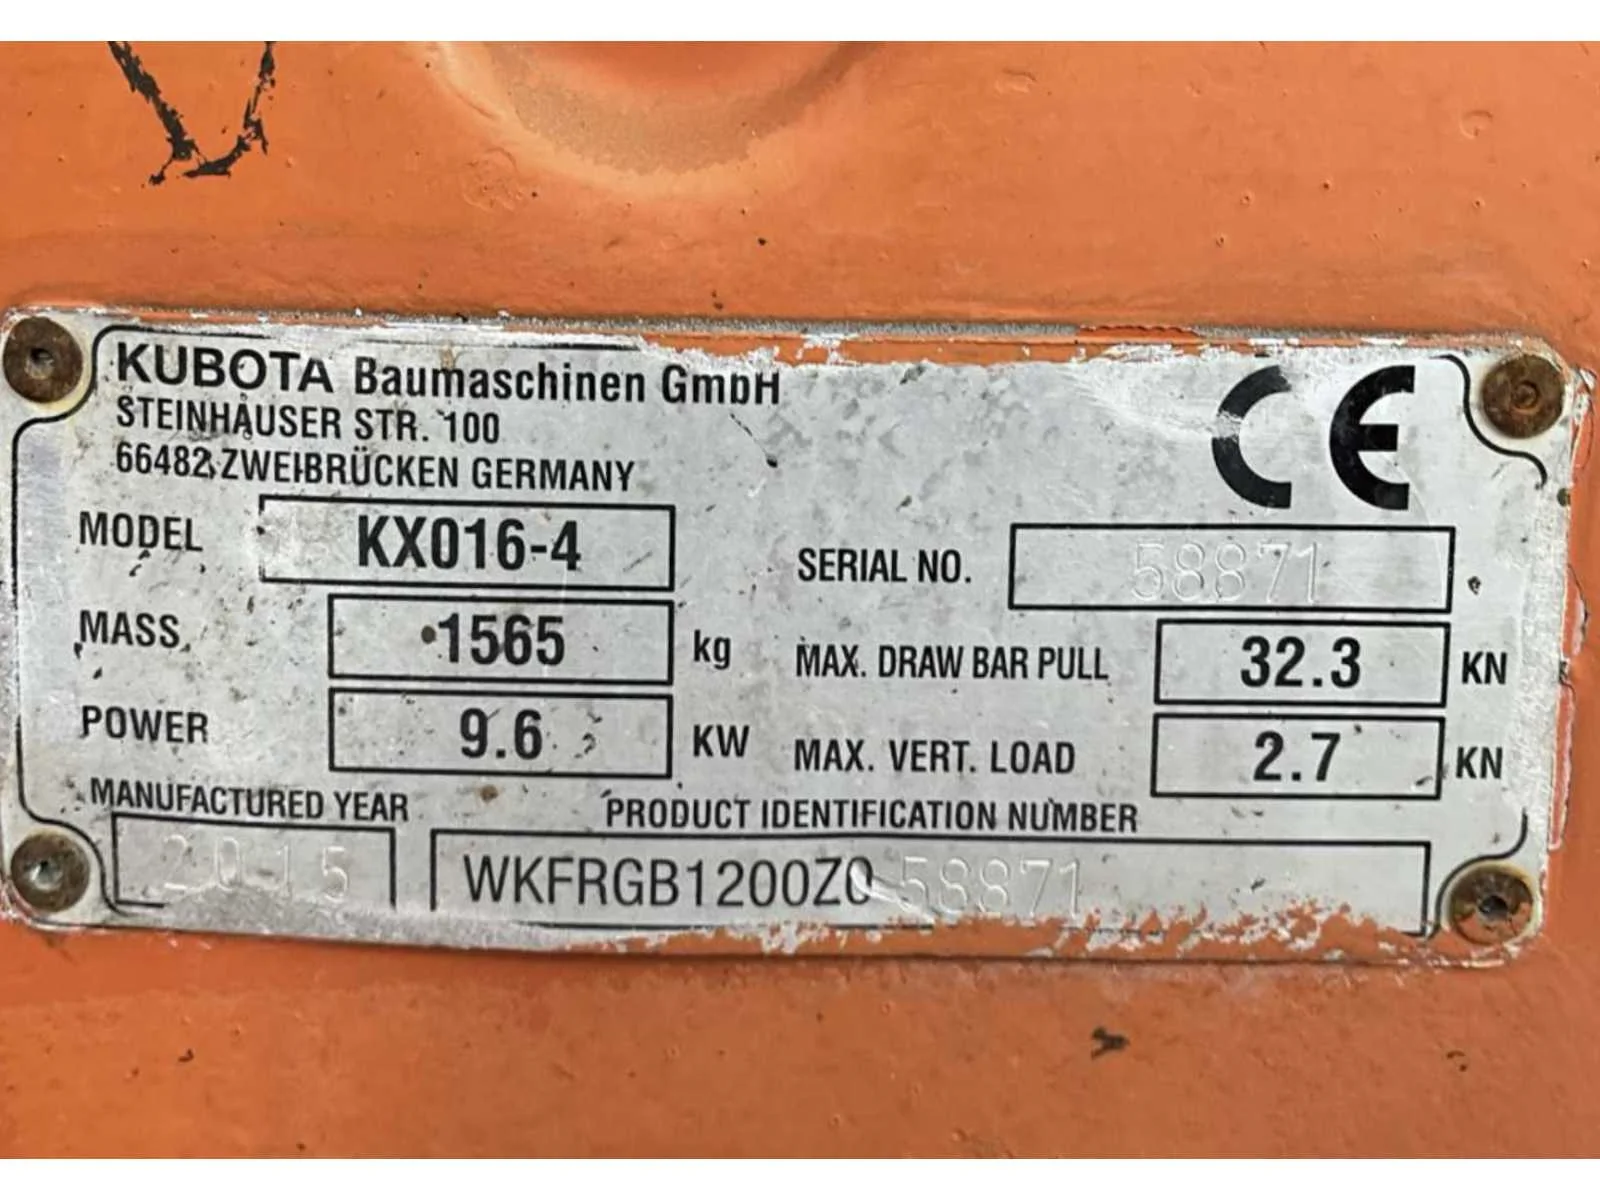 KUBOTA Baumaschinen GmbH
STEINHAUSER STR. 100
66482 ZWEIBRÜCKEN GERMANY
CE
MODEL KX016-4
SERIAL NO. 58871
MASS 1565 kg
MAX. DRAW BAR PULL 32.3 KN
POWER 9.6 KW
MAX. VERT. LOAD 2.7 KN
MANUFACTURED YEAR
PRODUCT IDENTIFICATION NUMBER
2015
WKFRGB1200Z058871